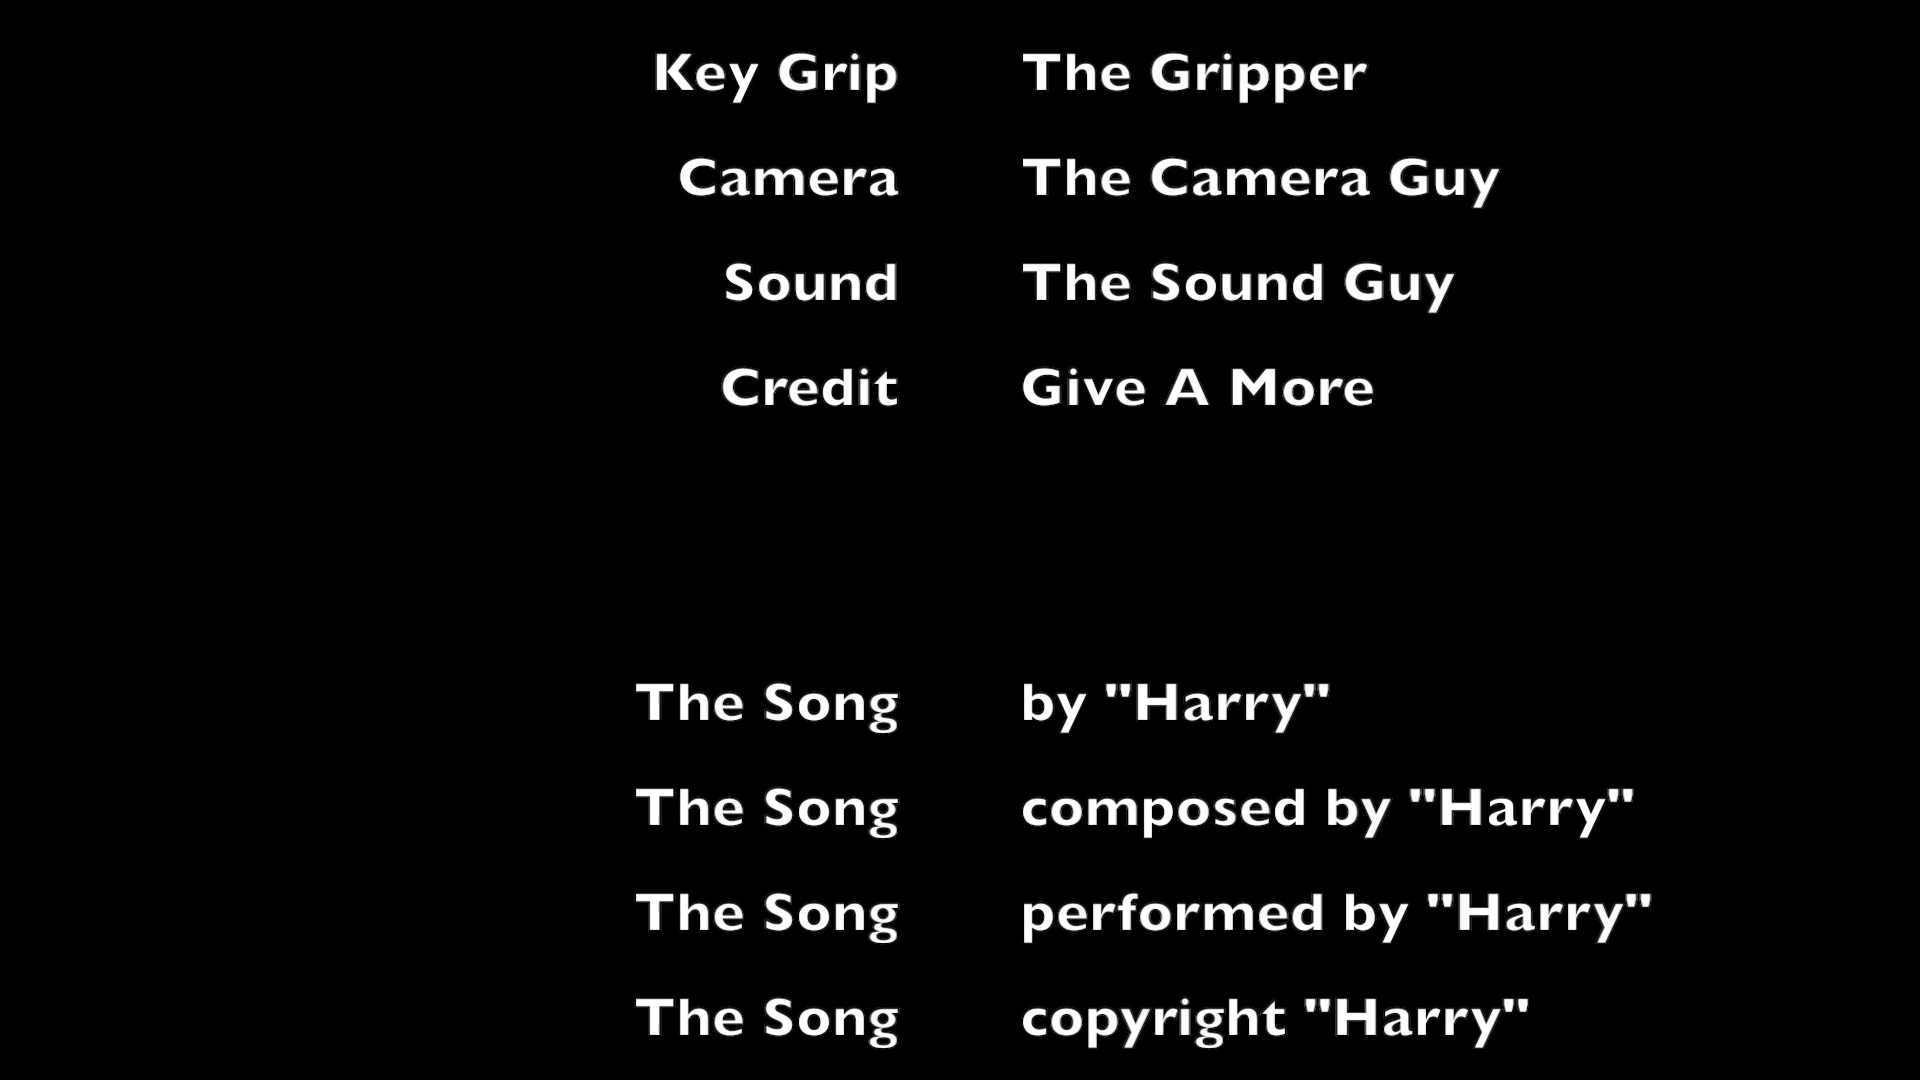 Key Grip The Gripper
Camera The Camera Guy
Sound The Sound Guy
Credit Give A More
The Song by "Harry"
The Song composed by "Harry"
The Song performed by "Harry"
The Song copyright "Harry"